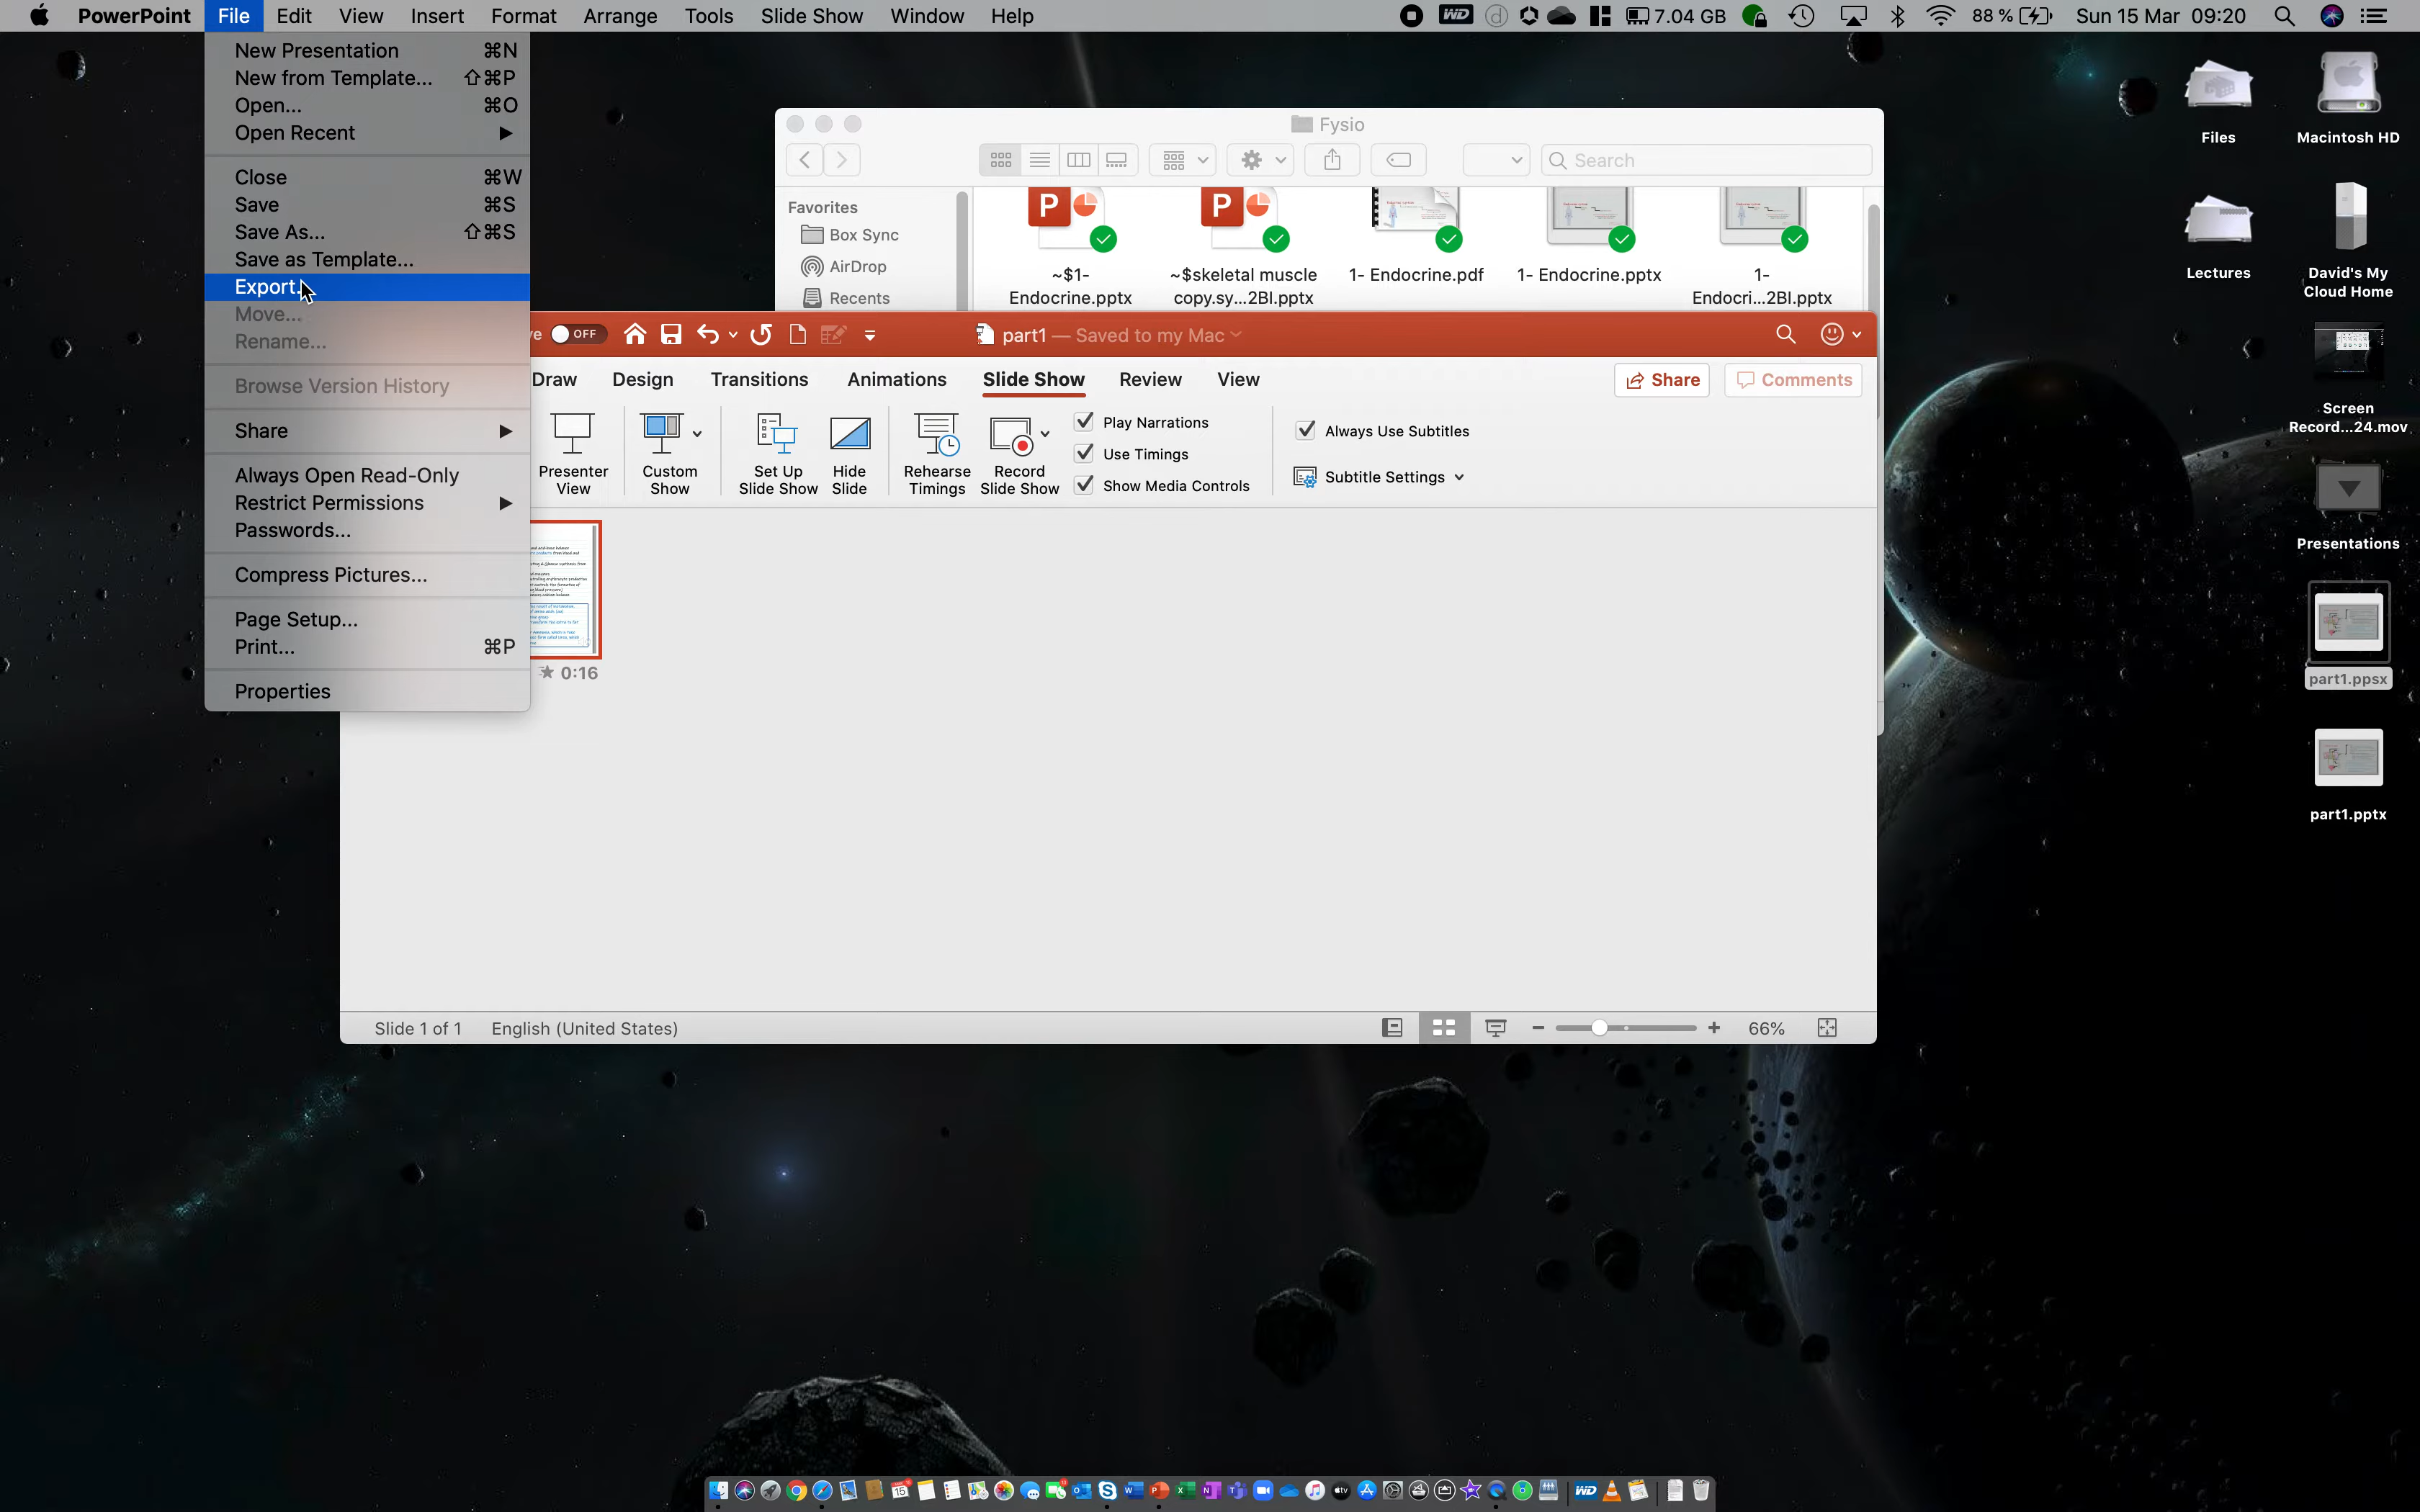 PowerPoint File Edit View Insert Format Arrange Tools Slide Show Window Help
WD 7.04 GB 88 % Sun 15 Mar 09:20
New Presentation ⌘N
New from Template... ⇧⌘P
Open... ⌘O
Open Recent ▶
Close ⌘W
Save ⌘S
Save As... ⇧⌘S
Save as Template...
Export.
Move...
Rename...
Browse Version History
Share ▶
Always Open Read-Only
Restrict Permissions ▶
Passwords...
Compress Pictures...
Page Setup...
Print... ⌘P
Properties
Fysio
Search
Favorites
Box Sync
AirDrop
Recents
~$1-
Endocrine.pptx
~$skeletal muscle
copy.sy...2BI.pptx
1- Endocrine.pdf
1- Endocrine.pptx
1-
Endocri...2BI.pptx
ve OFF
part1 — Saved to my Mac
Draw Design Transitions Animations Slide Show Review View
Share Comments
Presenter
View
Custom
Show
Set Up
Slide Show
Hide
Slide
Rehearse
Timings
Record
Slide Show
Play Narrations
Use Timings
Show Media Controls
Always Use Subtitles
Subtitle Settings
0:16
Slide 1 of 1 English (United States) 66%
Files
Macintosh HD
Lectures
David's My
Cloud Home
Screen
Record...24.mov
Presentations
part1.ppsx
part1.pptx
WD